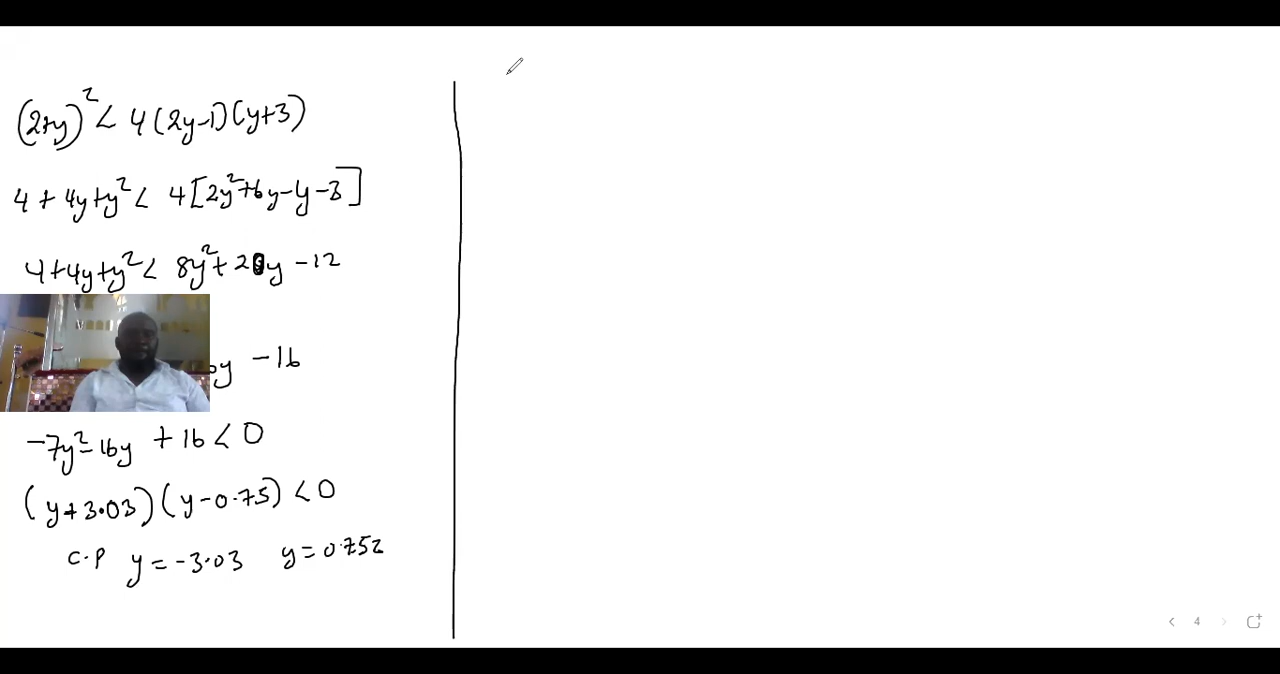 (2+y)² < 4(2y-1)(y+3)
4 + 4y+y² < 4[2y²+6y-y-3]
4+4y+y² < 8y²+20y -12
y -16
-7y²-16y + 16 < 0
(y+3.03)(y-0.75) < 0
C.P y = -3.03 y = 0.752
4